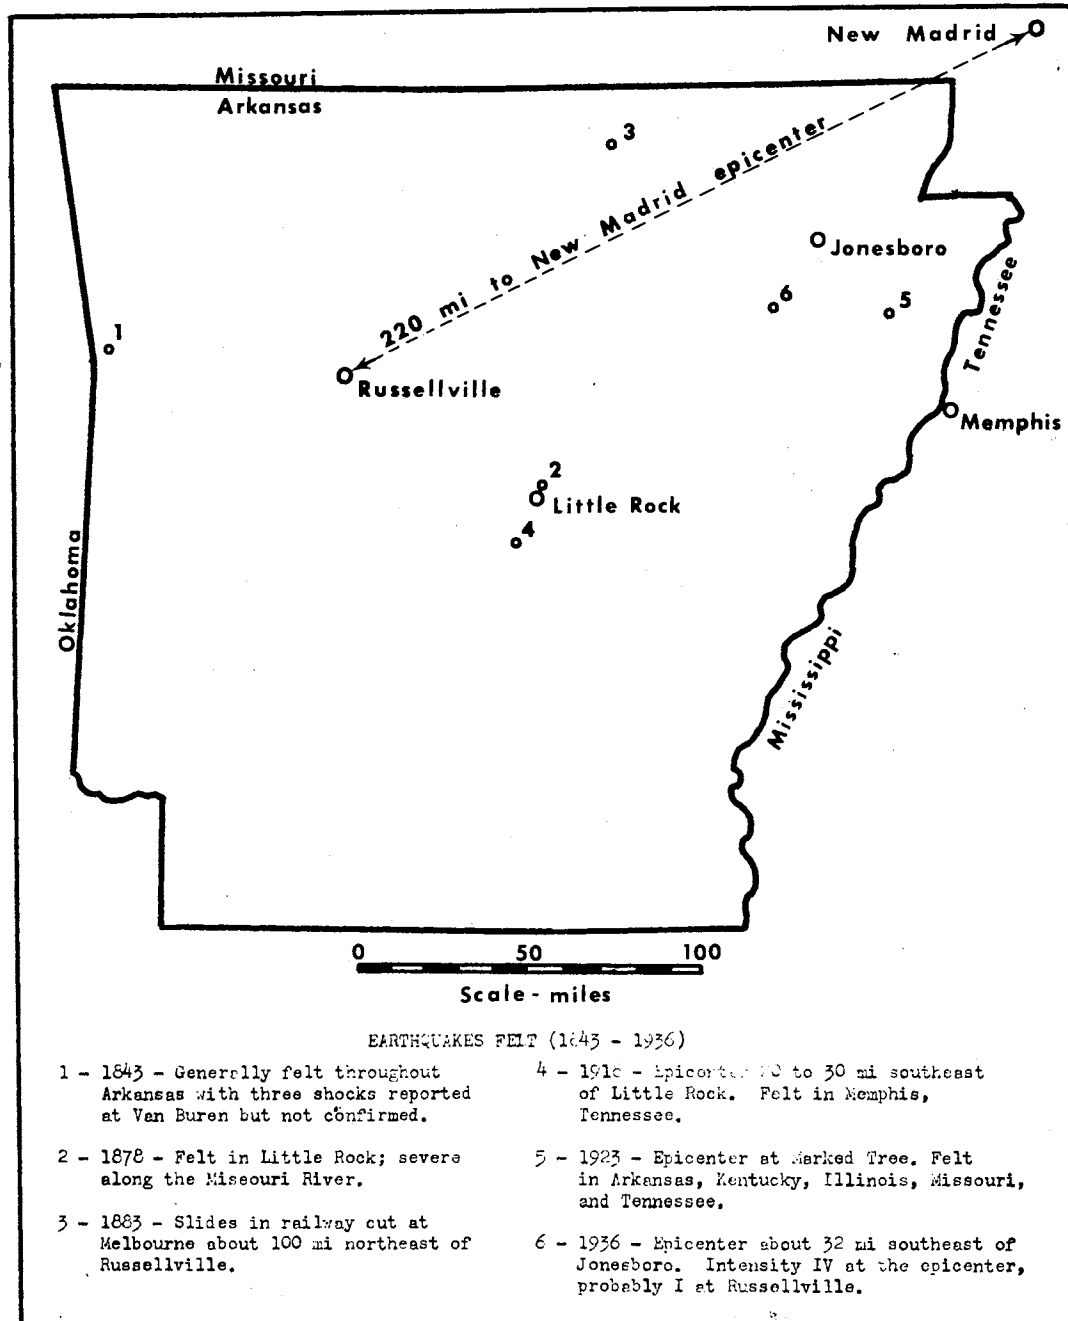 New Madrid
Missouri
Arkansas
3
220 mi to New Madrid epicenter
Jonesboro
6
5
Tennessee
1
Russellville
Memphis
2
Little Rock
4
Oklahoma
Mississippi
0 50 100
Scale - miles
EARTHQUAKES FELT (1843 - 1936)
1 - 1843 - Generally felt throughout
Arkansas with three shocks reported
at Van Buren but not confirmed.
2 - 1878 - Felt in Little Rock; severe
along the Missouri River.
3 - 1883 - Slides in railway cut at
Melbourne about 100 mi northeast of
Russellville.
4 - Epicenter to 30 mi southeast
of Little Rock. Felt in Memphis,
Tennessee.
5 - 1923 - Epicenter at Marked Tree. Felt
in Arkansas, Kentucky, Illinois, Missouri,
and Tennessee.
6 - 1936 - Epicenter about 32 mi southeast of
Jonesboro. Intensity IV at the epicenter,
probably I at Russellville.